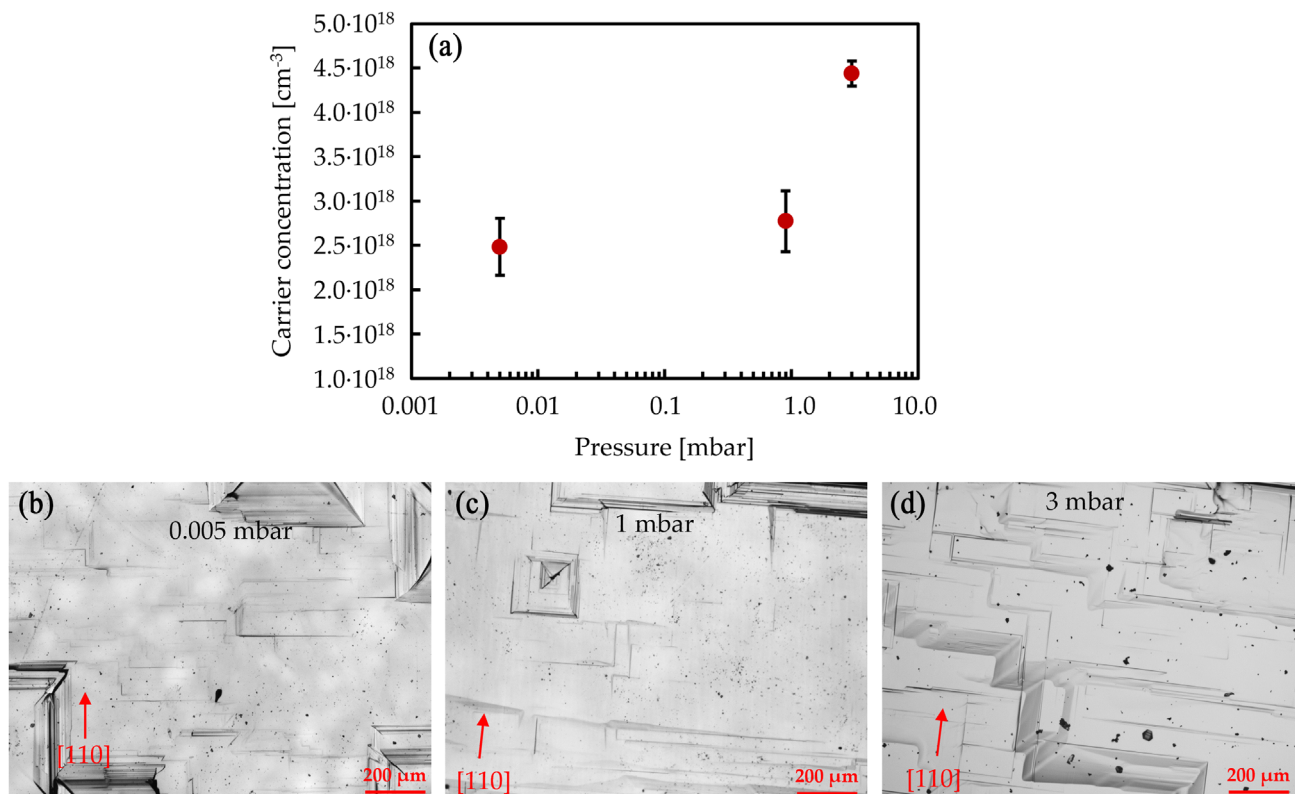 (a)
Carrier concentration [cm⁻³]
5.0·10¹⁸
4.5·10¹⁸
4.0·10¹⁸
3.5·10¹⁸
3.0·10¹⁸
2.5·10¹⁸
2.0·10¹⁸
1.5·10¹⁸
1.0·10¹⁸
0.001 0.01 0.1 1.0 10.0
Pressure [mbar]
(b)
0.005 mbar
[110]
200 µm
(c)
1 mbar
[110]
200 µm
(d)
3 mbar
[110]
200 µm